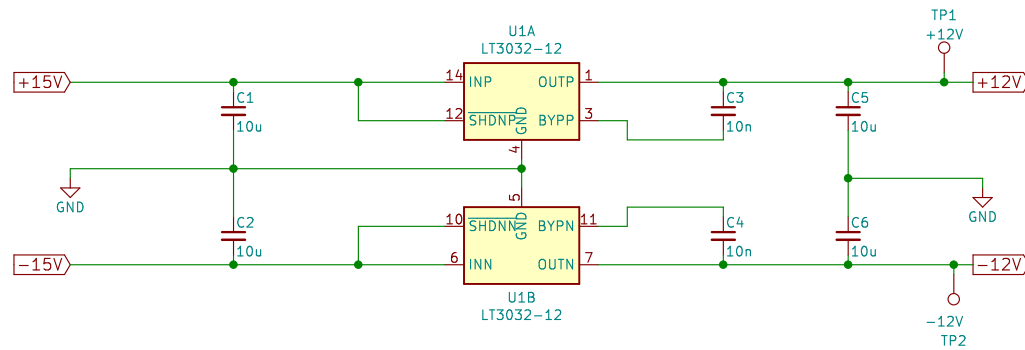 TP1
+12V
U1A
LT3032-12
+15V
14 INP
OUTP 1
+12V
C1
10u
12 SHDNP
GND
BYPP 3
C3
10n
C5
10u
4
GND
5
GND
C2
10u
10 SHDNN
GND
BYPN 11
C4
10n
C6
10u
-15V
6 INN
OUTN 7
-12V
U1B
LT3032-12
-12V
TP2